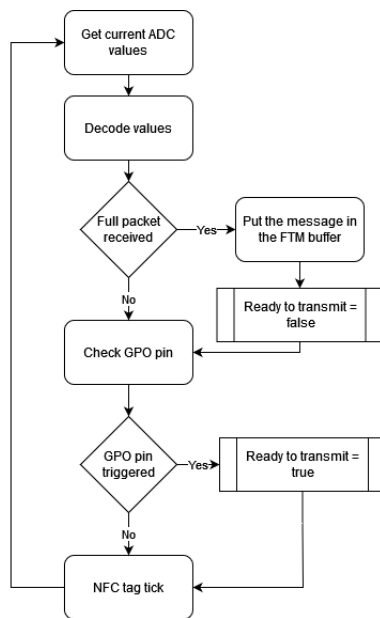 Get current ADC
values
Decode values
Full packet
received
Yes
Put the message in
the FTM buffer
No
Ready to transmit =
false
Check GPO pin
GPO pin
triggered
Yes
Ready to transmit =
true
No
NFC tag tick